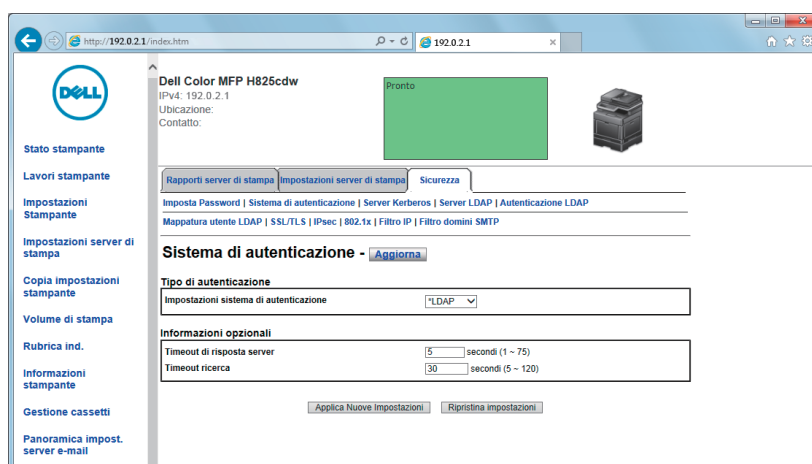 http://192.0.2.1/index.htm
192.0.2.1
DELL
Dell Color MFP H825cdw
IPv4: 192.0.2.1
Ubicazione:
Contatto:
Pronto
Stato stampante
Lavori stampante
Impostazioni
Stampante
Impostazioni server di
stampa
Copia impostazioni
stampante
Volume di stampa
Rubrica ind.
Informazioni
stampante
Gestione cassetti
Panoramica impost.
server e-mail
Rapporti server di stampa
Impostazioni server di stampa
Sicurezza
Imposta Password | Sistema di autenticazione | Server Kerberos | Server LDAP | Autenticazione LDAP
Mappatura utente LDAP | SSL/TLS | IPsec | 802.1x | Filtro IP | Filtro domini SMTP
Sistema di autenticazione - Aggiorna
Tipo di autenticazione
Impostazioni sistema di autenticazione *LDAP
Informazioni opzionali
Timeout di risposta server 5 secondi (1 ~ 75)
Timeout ricerca 30 secondi (5 ~ 120)
Applica Nuove Impostazioni Ripristina impostazioni